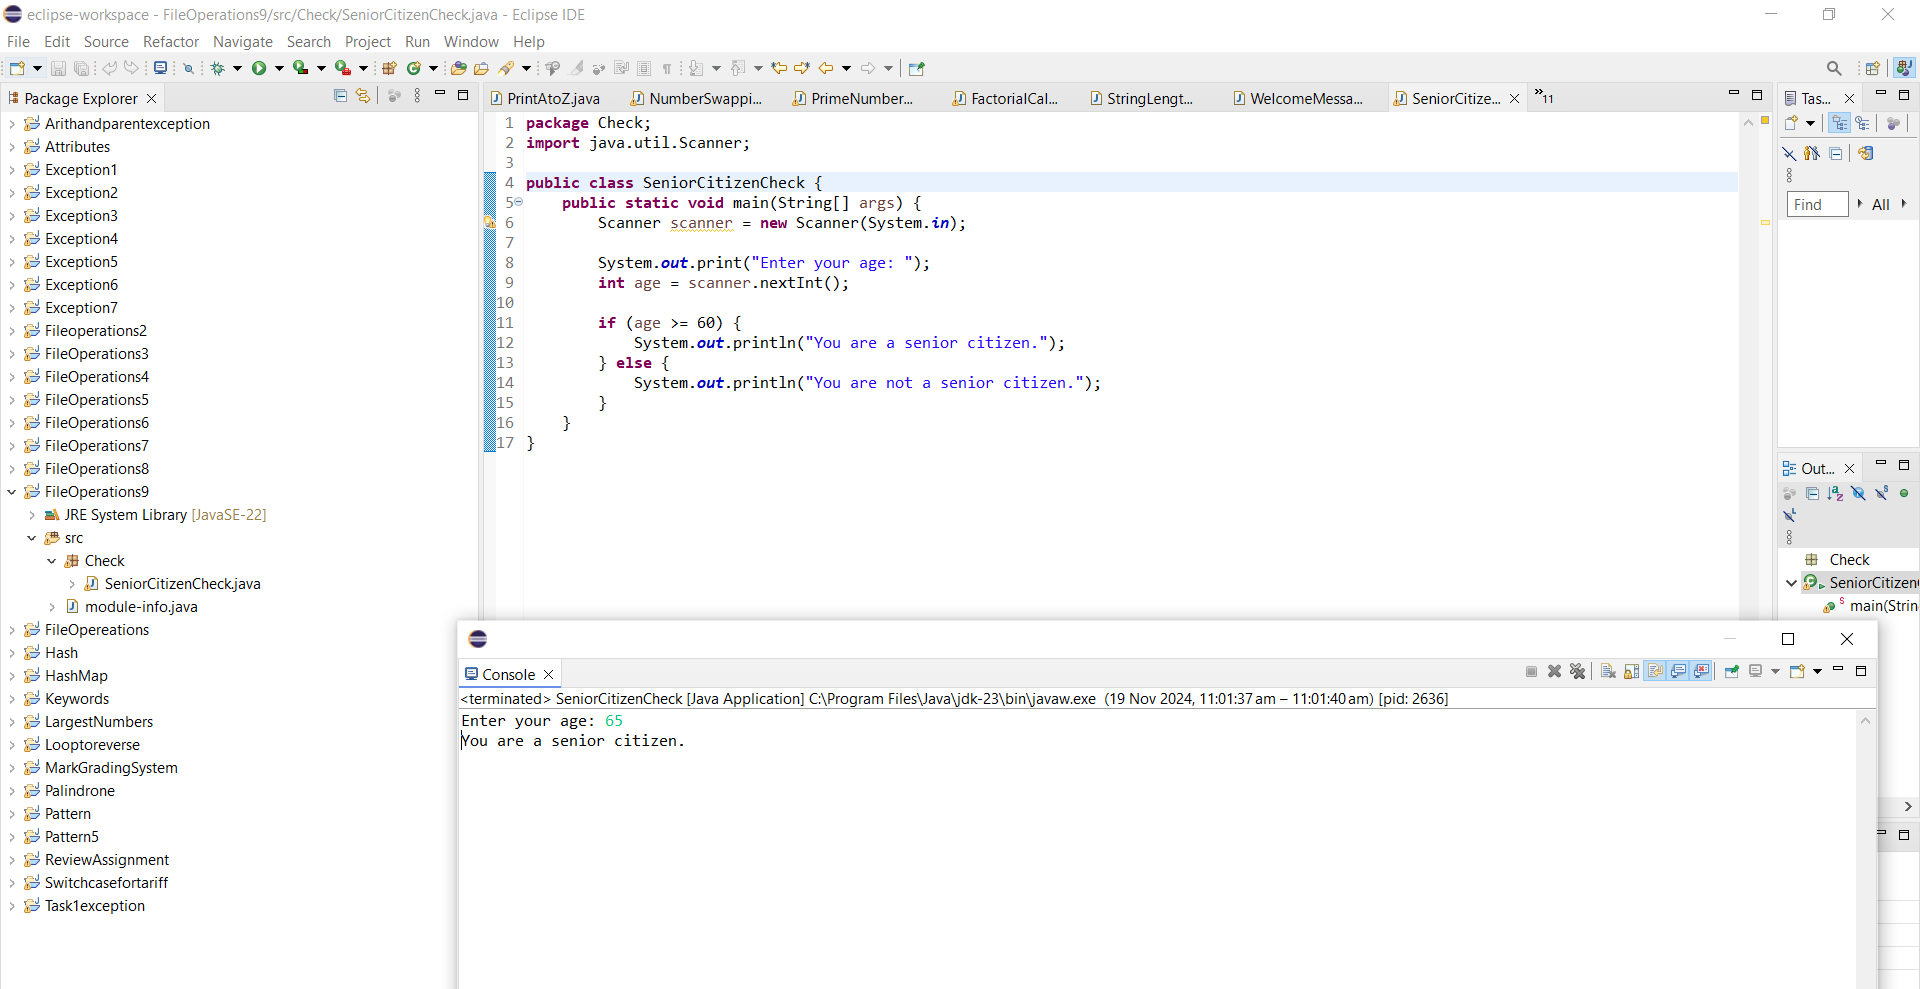 eclipse-workspace - FileOperations9/src/Check/SeniorCitizenCheck.java - Eclipse IDE
File Edit Source Refactor Navigate Search Project Run Window Help
Package Explorer
Arithandparentexception
Attributes
Exception1
Exception2
Exception3
Exception4
Exception5
Exception6
Exception7
Fileoperations2
FileOperations3
FileOperations4
FileOperations5
FileOperations6
FileOperations7
FileOperations8
FileOperations9
JRE System Library [JavaSE-22]
src
Check
SeniorCitizenCheck.java
module-info.java
FileOpereations
Hash
HashMap
Keywords
LargestNumbers
Looptoreverse
MarkGradingSystem
Palindrone
Pattern
Pattern5
ReviewAssignment
Switchcasefortariff
Task1exception
PrintAtoZ.java NumberSwappi... PrimeNumber... FactorialCal... StringLengt... WelcomeMessa... SeniorCitize... »11
1 package Check;
2 import java.util.Scanner;
3
4 public class SeniorCitizenCheck {
5 public static void main(String[] args) {
6 Scanner scanner = new Scanner(System.in);
7
8 System.out.print("Enter your age: ");
9 int age = scanner.nextInt();
10
11 if (age >= 60) {
12 System.out.println("You are a senior citizen.");
13 } else {
14 System.out.println("You are not a senior citizen.");
15 }
16 }
17 }
Tas...
Find All
Out...
Check
SeniorCitizen
main(Strin
Console
<terminated> SeniorCitizenCheck [Java Application] C:\Program Files\Java\jdk-23\bin\javaw.exe (19 Nov 2024, 11:01:37 am – 11:01:40 am) [pid: 2636]
Enter your age: 65
You are a senior citizen.